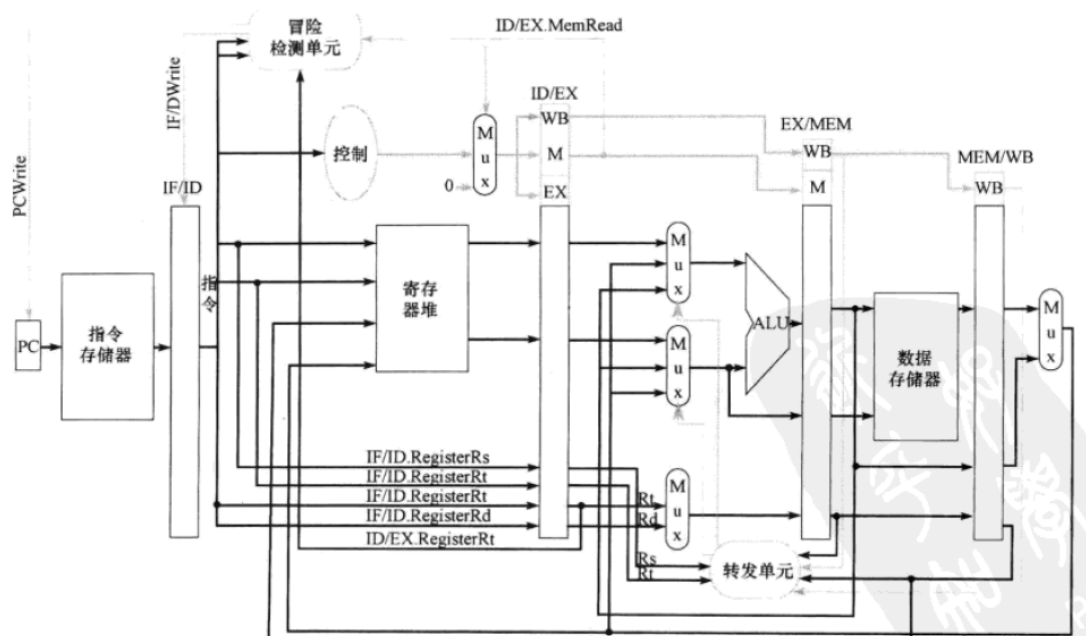 冒险
检测单元
ID/EX.MemRead
IF/DWrite
PCWrite
ID/EX
WB
M
EX
EX/MEM
WB
M
MEM/WB
WB
控制
M
u
x
0
IF/ID
指令
PC
指令
存储器
寄存
器堆
M
u
x
M
u
x
ALU
数据
存储器
M
u
x
IF/ID.RegisterRs
IF/ID.RegisterRt
IF/ID.RegisterRt
IF/ID.RegisterRd
ID/EX.RegisterRt
Rt
Rd
M
u
x
Rs
Rt
转发单元